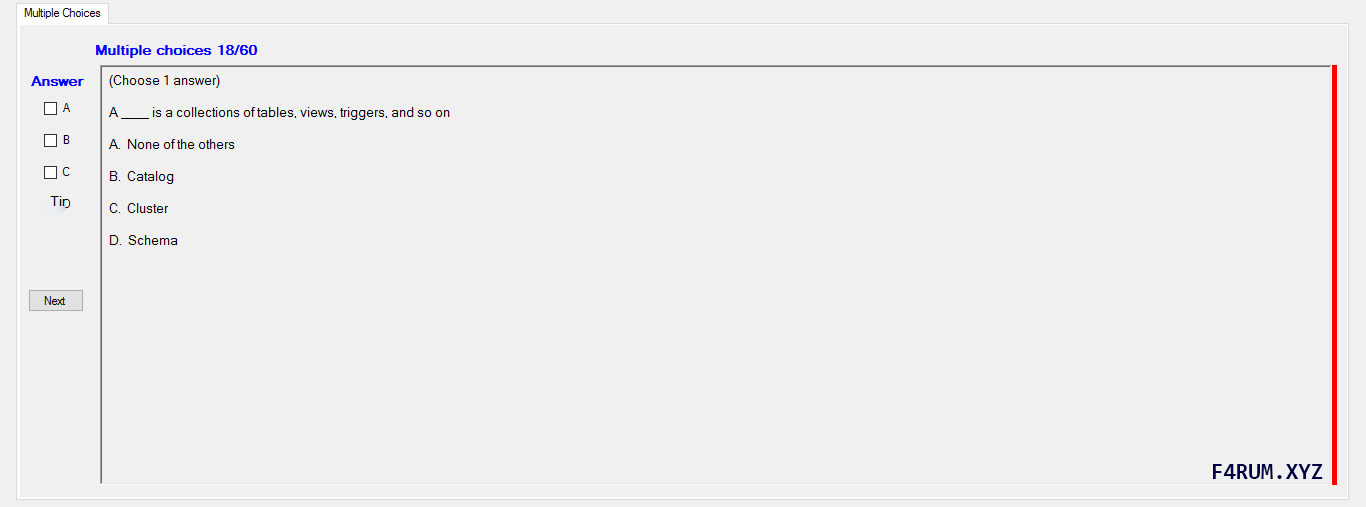 Multiple Choices
Multiple choices 18/60
Answer
A
B
C
Tip
Next
(Choose 1 answer)
A ____ is a collections of tables, views, triggers, and so on
A. None of the others
B. Catalog
C. Cluster
D. Schema
F4RUM.XYZ